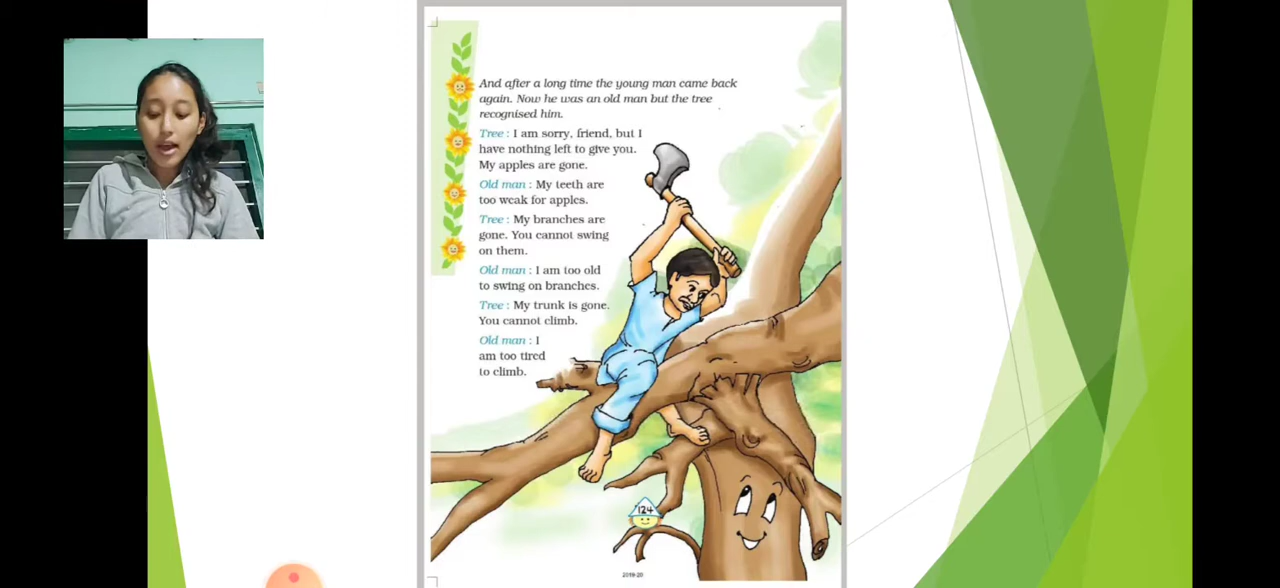 And after a long time the young man came back
again. Now he was an old man but the tree
recognised him.
Tree : I am sorry, friend, but I
have nothing left to give you.
My apples are gone.
Old man : My teeth are
too weak for apples.
Tree : My branches are
gone. You cannot swing
on them.
Old man : I am too old
to swing on branches.
Tree : My trunk is gone.
You cannot climb.
Old man : I
am too tired
to climb.
124
2019-20